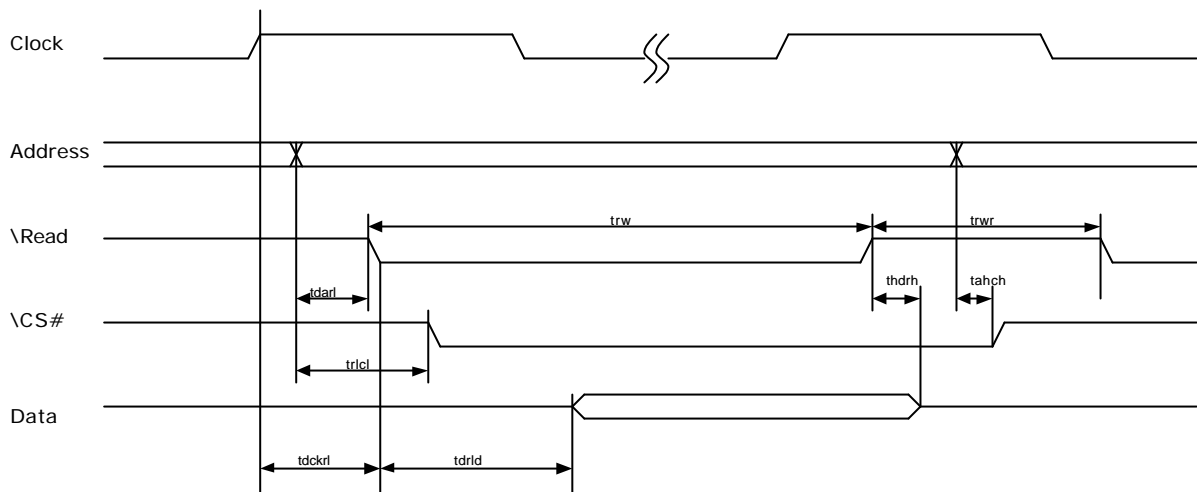 Clock
Address
trw
trwr
\Read
tdarl
thdrh
tahch
\CS#
trlcl
Data
tdckrl
tdrld